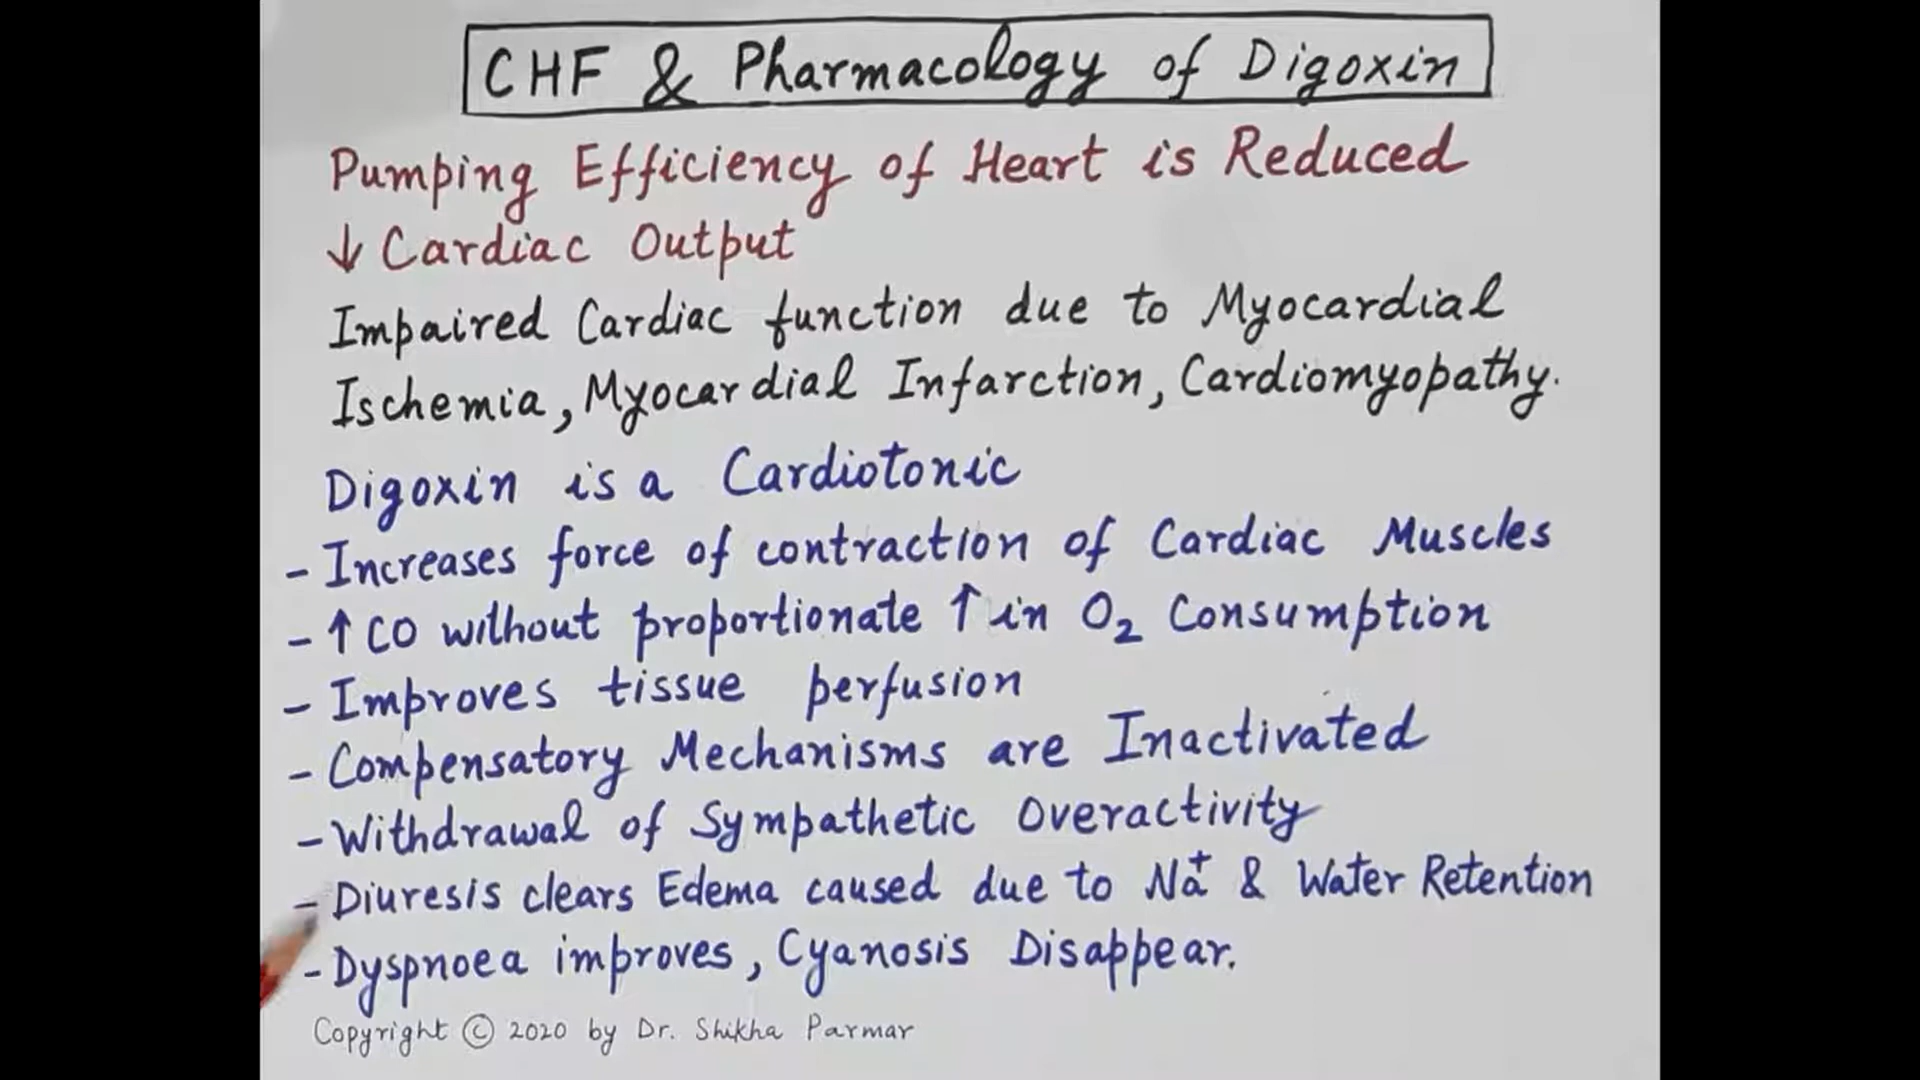 CHF & Pharmacology of Digoxin
Pumping Efficiency of Heart is Reduced
↓ Cardiac Output
Impaired Cardiac function due to Myocardial
Ischemia, Myocardial Infarction, Cardiomyopathy.
Digoxin is a Cardiotonic
- Increases force of contraction of Cardiac Muscles
- ↑ CO without proportionate ↑ in O₂ Consumption
- Improves tissue perfusion
- Compensatory Mechanisms are Inactivated
- Withdrawal of Sympathetic Overactivity
- Diuresis clears Edema caused due to Na⁺ & Water Retention
- Dyspnoea improves, Cyanosis Disappear.
Copyright © 2020 by Dr. Shikha Parmar